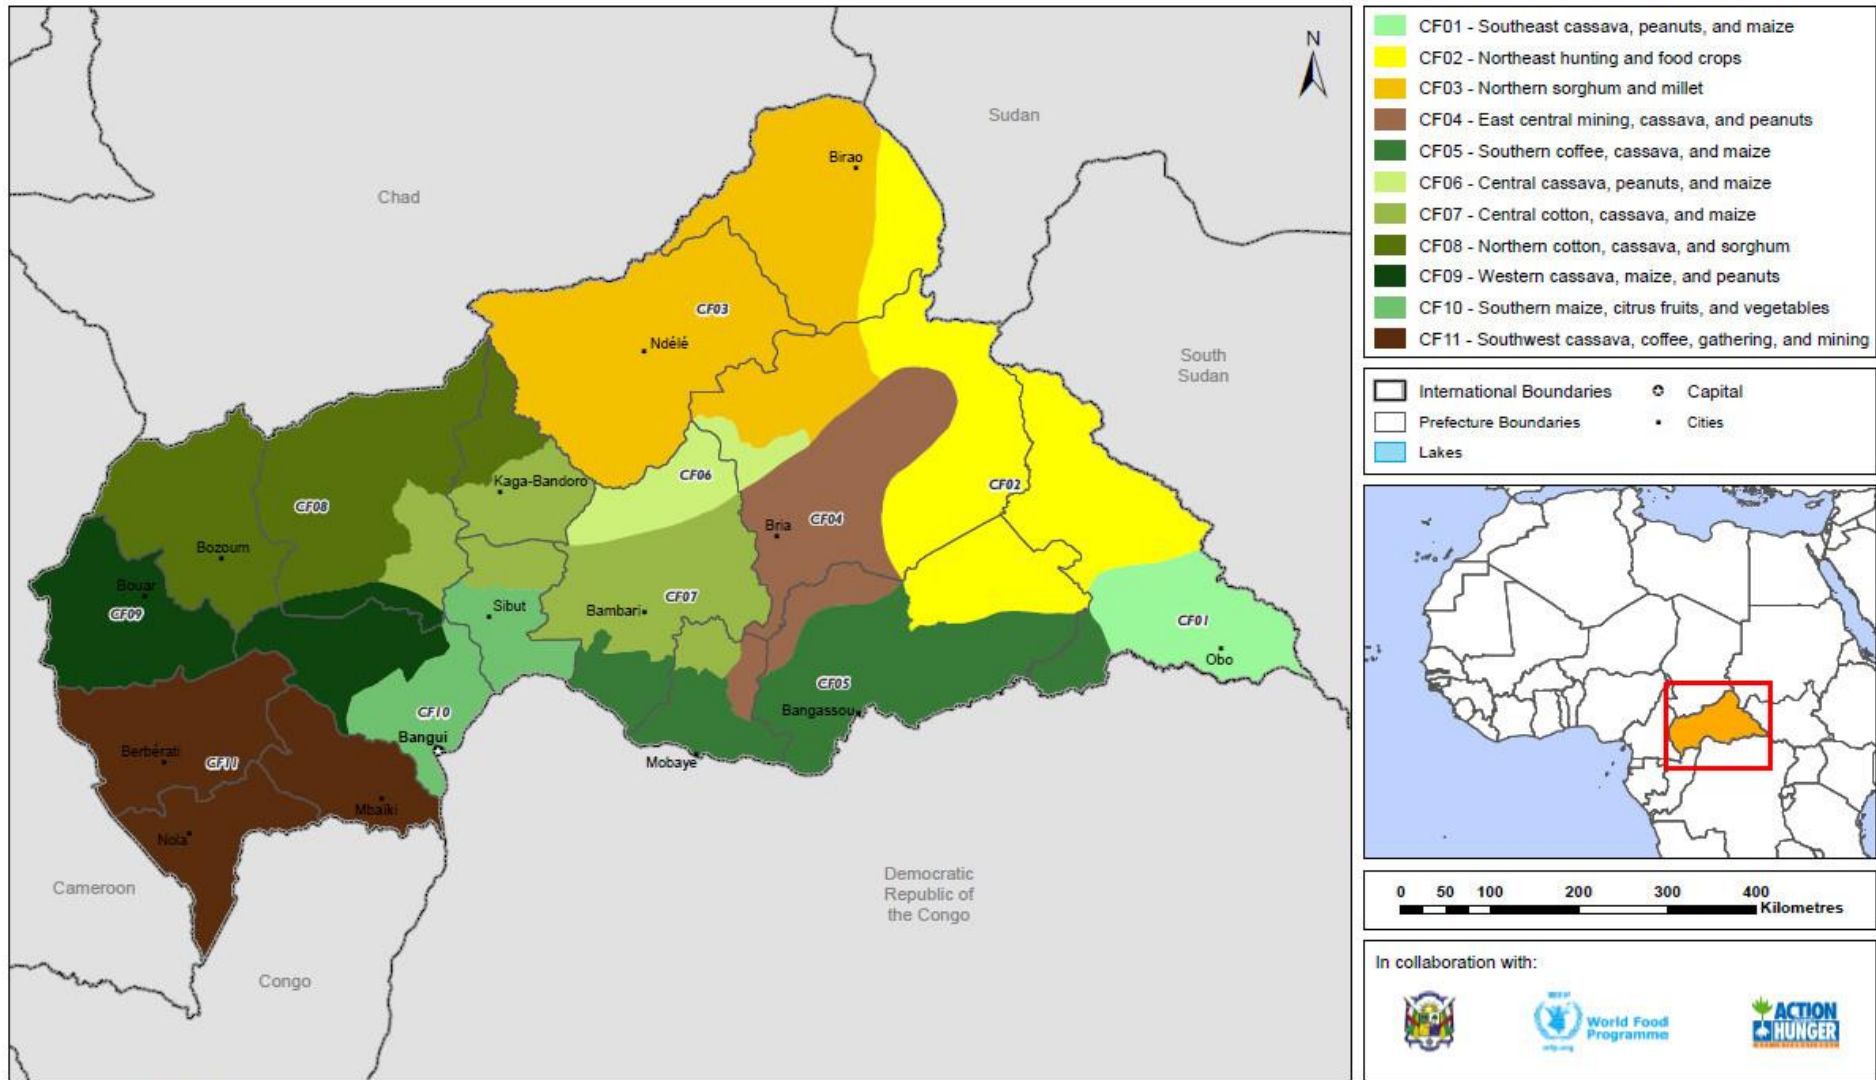 N
Sudan
Birao
Chad
CF03
Ndélé
South
Sudan
CF06
Kaga-Bandoro
CF02
CF08
Bria
CF04
Bozoum
Bouar
CF09
Sibut
Bambari
CF07
CF01
Obo
CF05
Bangassou
CF10
Bangui
Berbérati
CF11
Mobaye
Mbaïki
Nola
Cameroon
Democratic
Republic of
the Congo
Congo
CF01 - Southeast cassava, peanuts, and maize
CF02 - Northeast hunting and food crops
CF03 - Northern sorghum and millet
CF04 - East central mining, cassava, and peanuts
CF05 - Southern coffee, cassava, and maize
CF06 - Central cassava, peanuts, and maize
CF07 - Central cotton, cassava, and maize
CF08 - Northern cotton, cassava, and sorghum
CF09 - Western cassava, maize, and peanuts
CF10 - Southern maize, citrus fruits, and vegetables
CF11 - Southwest cassava, coffee, gathering, and mining
International Boundaries
Capital
Prefecture Boundaries
Cities
Lakes
0 50 100 200 300 400
Kilometres
In collaboration with:
World Food
Programme
wfp.org
ACTION
HUNGER